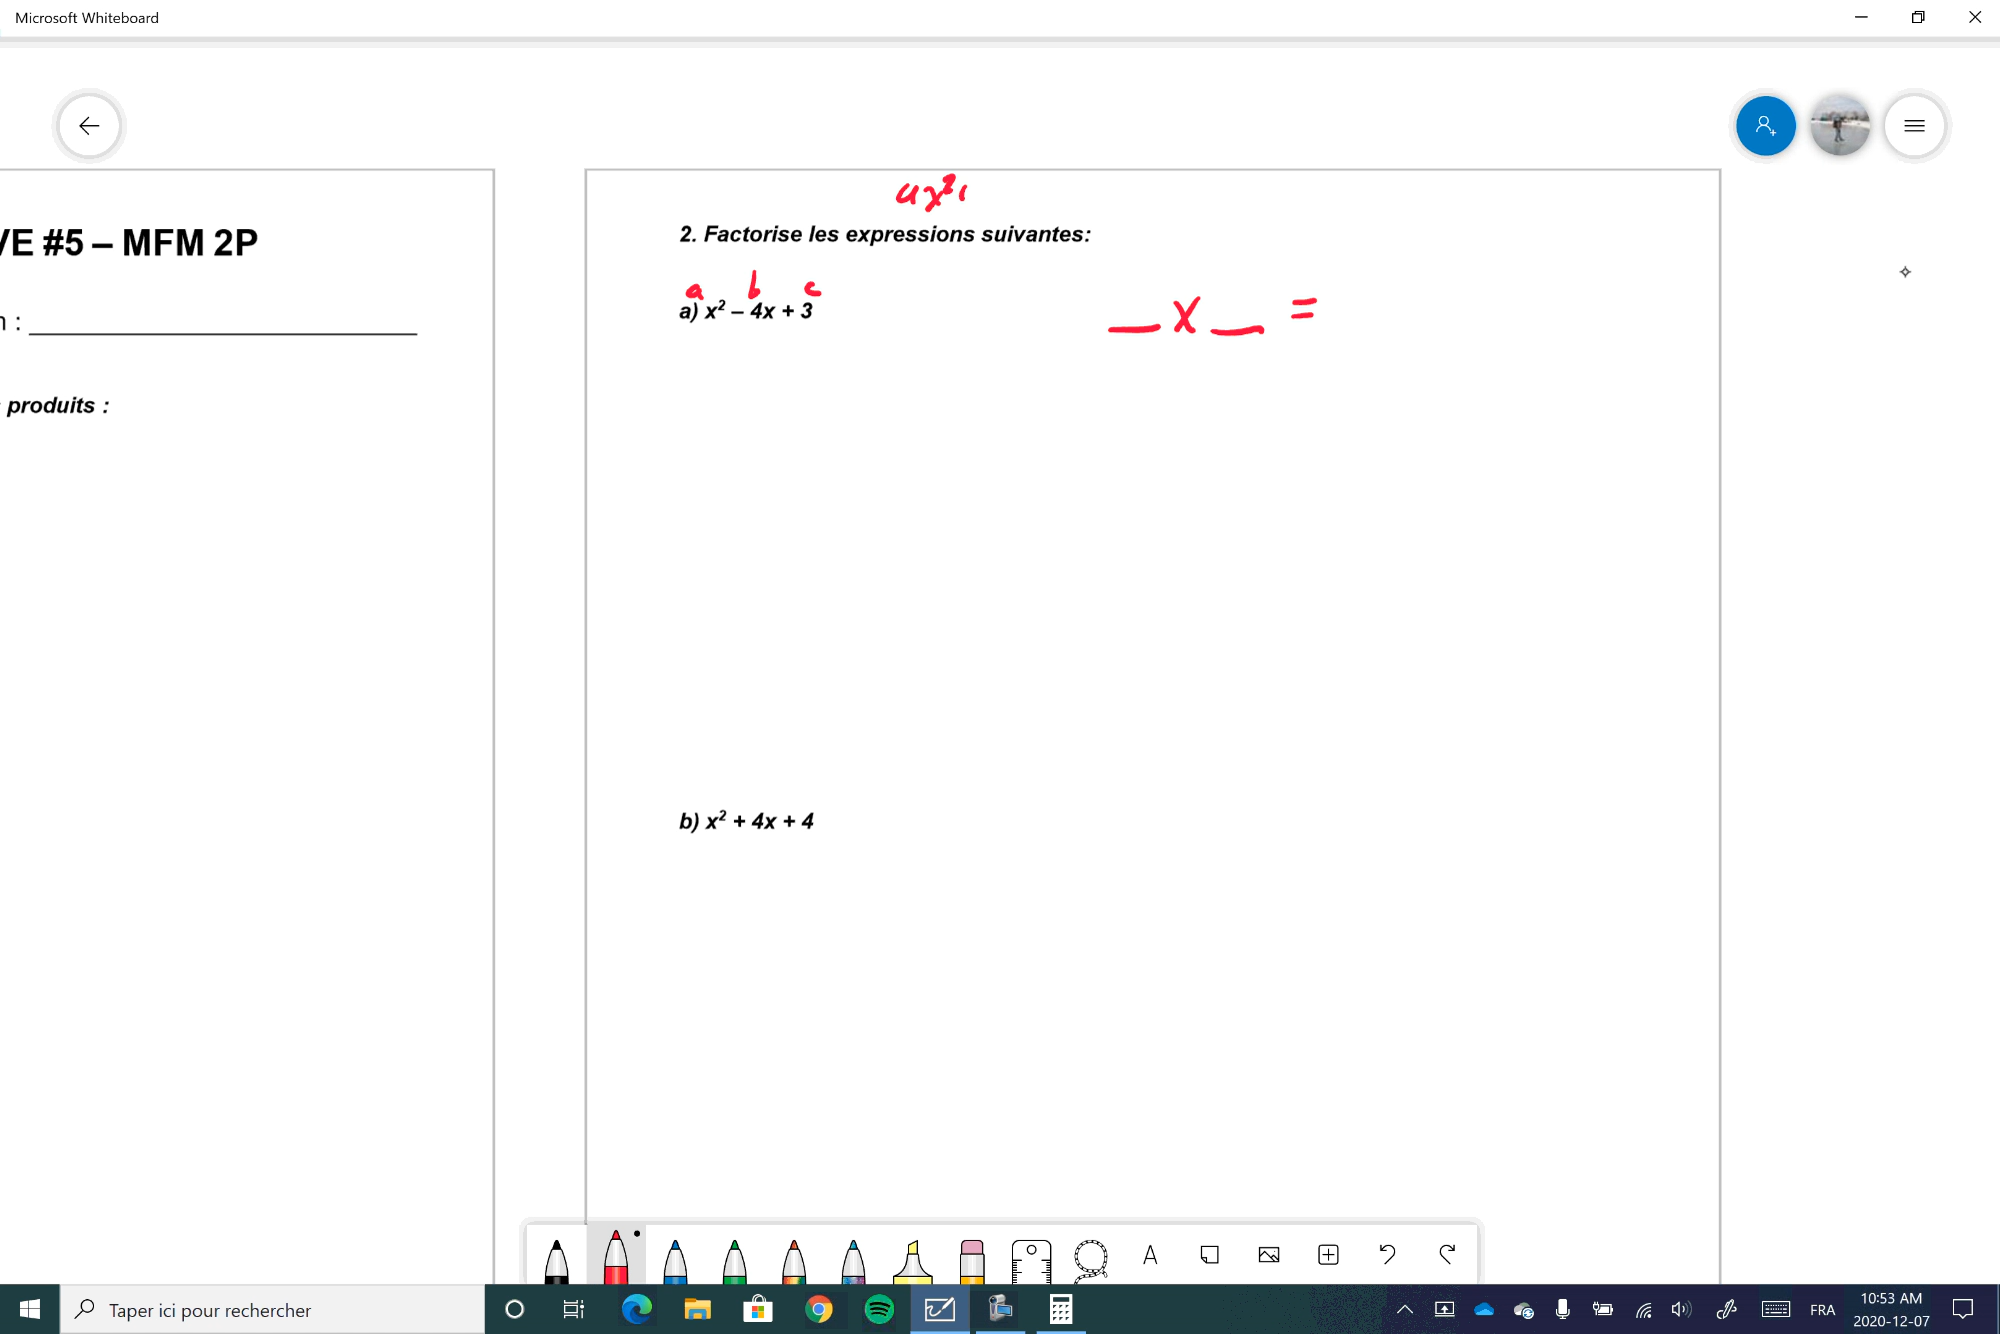 Microsoft Whiteboard
VE #5 – MFM 2P
:
produits :
ax²
2. Factorise les expressions suivantes:
a b c
a) x² – 4x + 3
_ x _ =
b) x² + 4x + 4
A
Taper ici pour rechercher
FRA
10:53 AM
2020-12-07